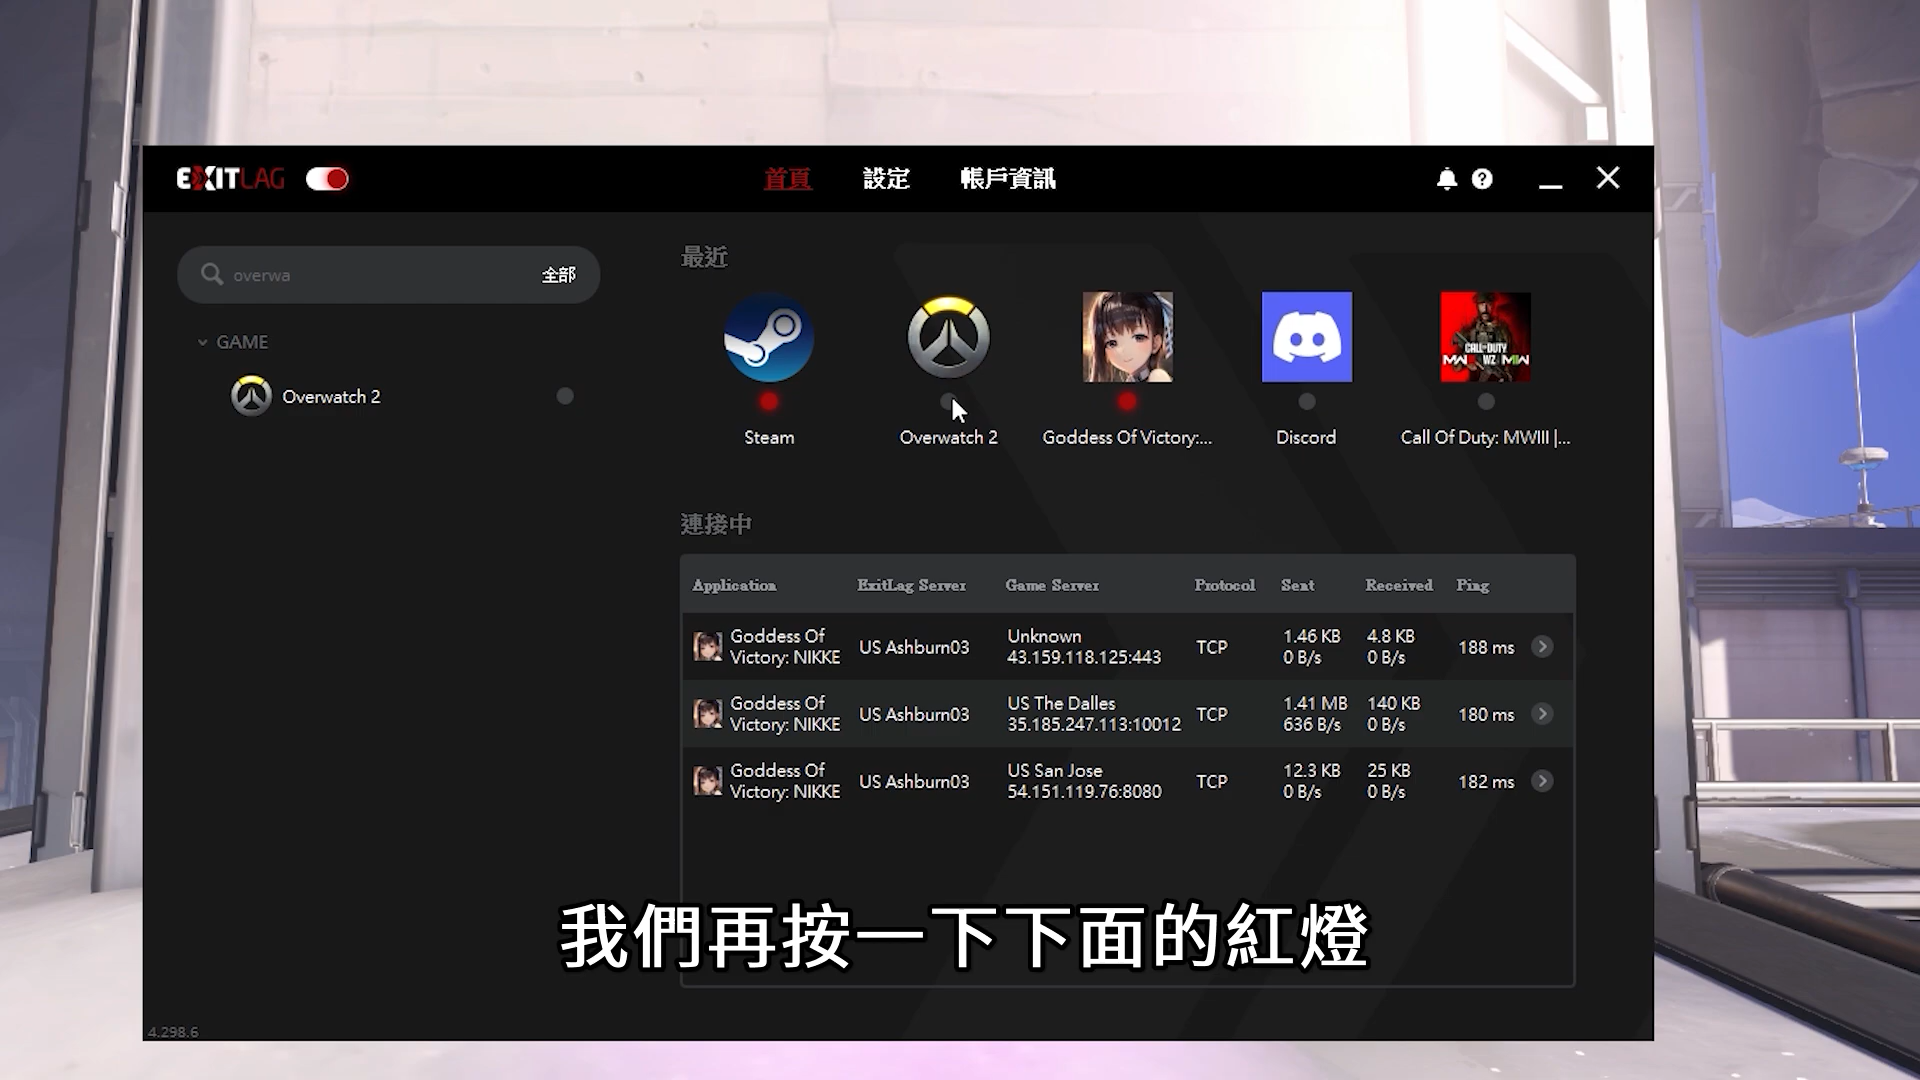 EXITLAG
首頁
設定
帳戶資訊
overwa
全部
GAME
Overwatch 2
最近
CALL OF DUTY
MW WZ MW
Steam
Overwatch 2
Goddess Of Victory:...
Discord
Call Of Duty: MWIII |...
連接中
Application ExitLag Server Game Server Protocol Sent Received Ping
Goddess Of
Victory: NIKKE
US Ashburn03
Unknown
43.159.118.125:443
TCP
1.46 KB
0 B/s
4.8 KB
0 B/s
188 ms
Goddess Of
Victory: NIKKE
US Ashburn03
US The Dalles
35.185.247.113:10012
TCP
1.41 MB
636 B/s
140 KB
0 B/s
180 ms
Goddess Of
Victory: NIKKE
US Ashburn03
US San Jose
54.151.119.76:8080
TCP
12.3 KB
0 B/s
25 KB
0 B/s
182 ms
我們再按一下下面的紅燈
4.298.6